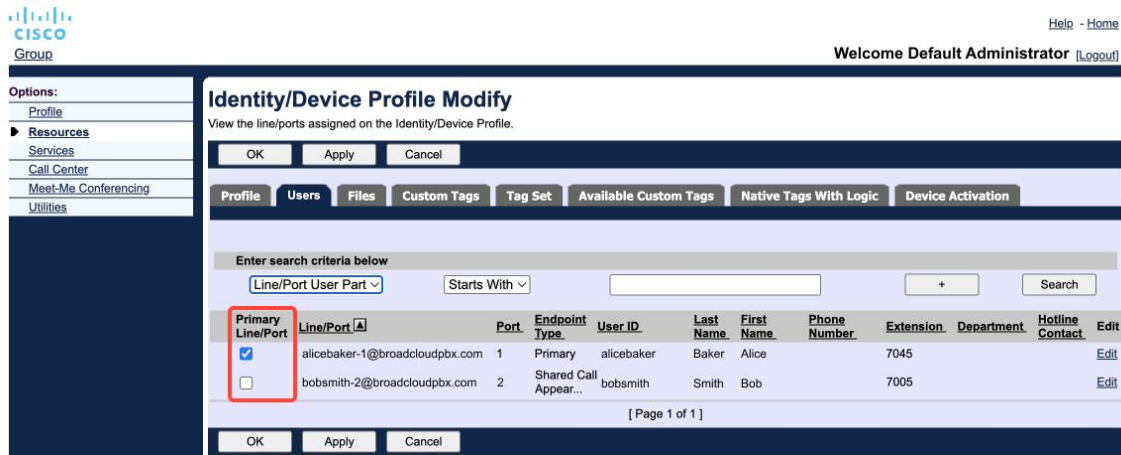 CISCO
Help - Home
Group
Welcome Default Administrator [Logout]
Options:
Profile
Resources
Services
Call Center
Meet-Me Conferencing
Utilities
Identity/Device Profile Modify
View the line/ports assigned on the Identity/Device Profile.
OK Apply Cancel
Profile Users Files Custom Tags Tag Set Available Custom Tags Native Tags With Logic Device Activation
Enter search criteria below
Line/Port User Part Starts With + Search
Primary Line/Port Line/Port Port Endpoint Type User ID Last Name First Name Phone Number Extension Department Hotline Contact Edit
alicebaker-1@broadcloudpbx.com 1 Primary alicebaker Baker Alice 7045 Edit
bobsmith-2@broadcloudpbx.com 2 Shared Call Appear... bobsmith Smith Bob 7005 Edit
[ Page 1 of 1 ]
OK Apply Cancel